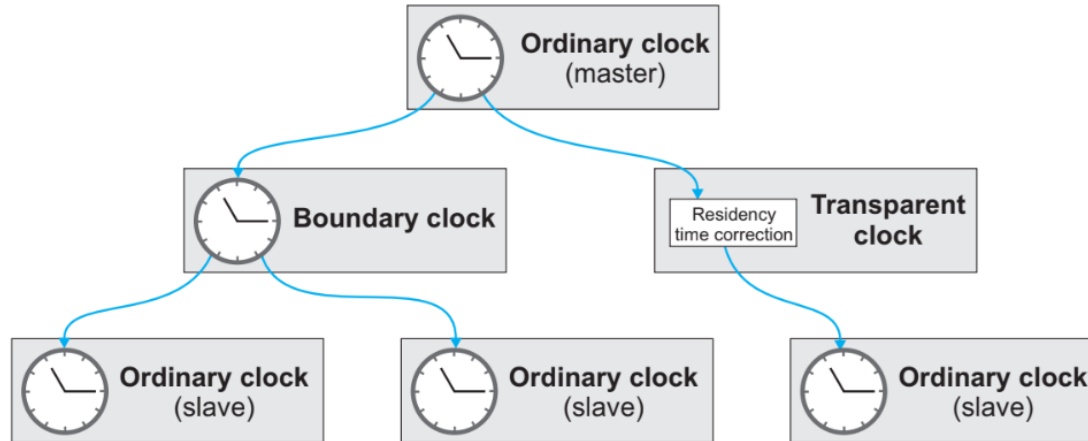 Ordinary clock
(master)
Boundary clock
Residency
time correction
Transparent
clock
Ordinary clock
(slave)
Ordinary clock
(slave)
Ordinary clock
(slave)